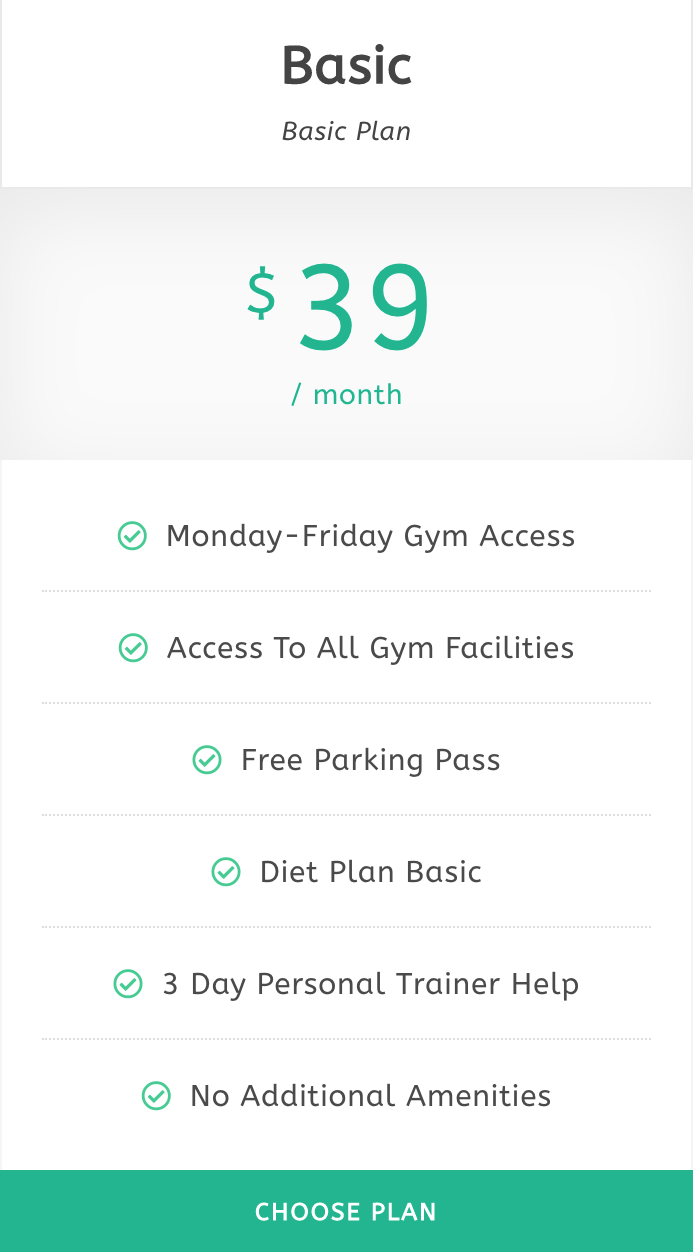 Basic
Basic Plan
$ 39
/ month
Monday-Friday Gym Access
Access To All Gym Facilities
Free Parking Pass
Diet Plan Basic
3 Day Personal Trainer Help
No Additional Amenities
CHOOSE PLAN